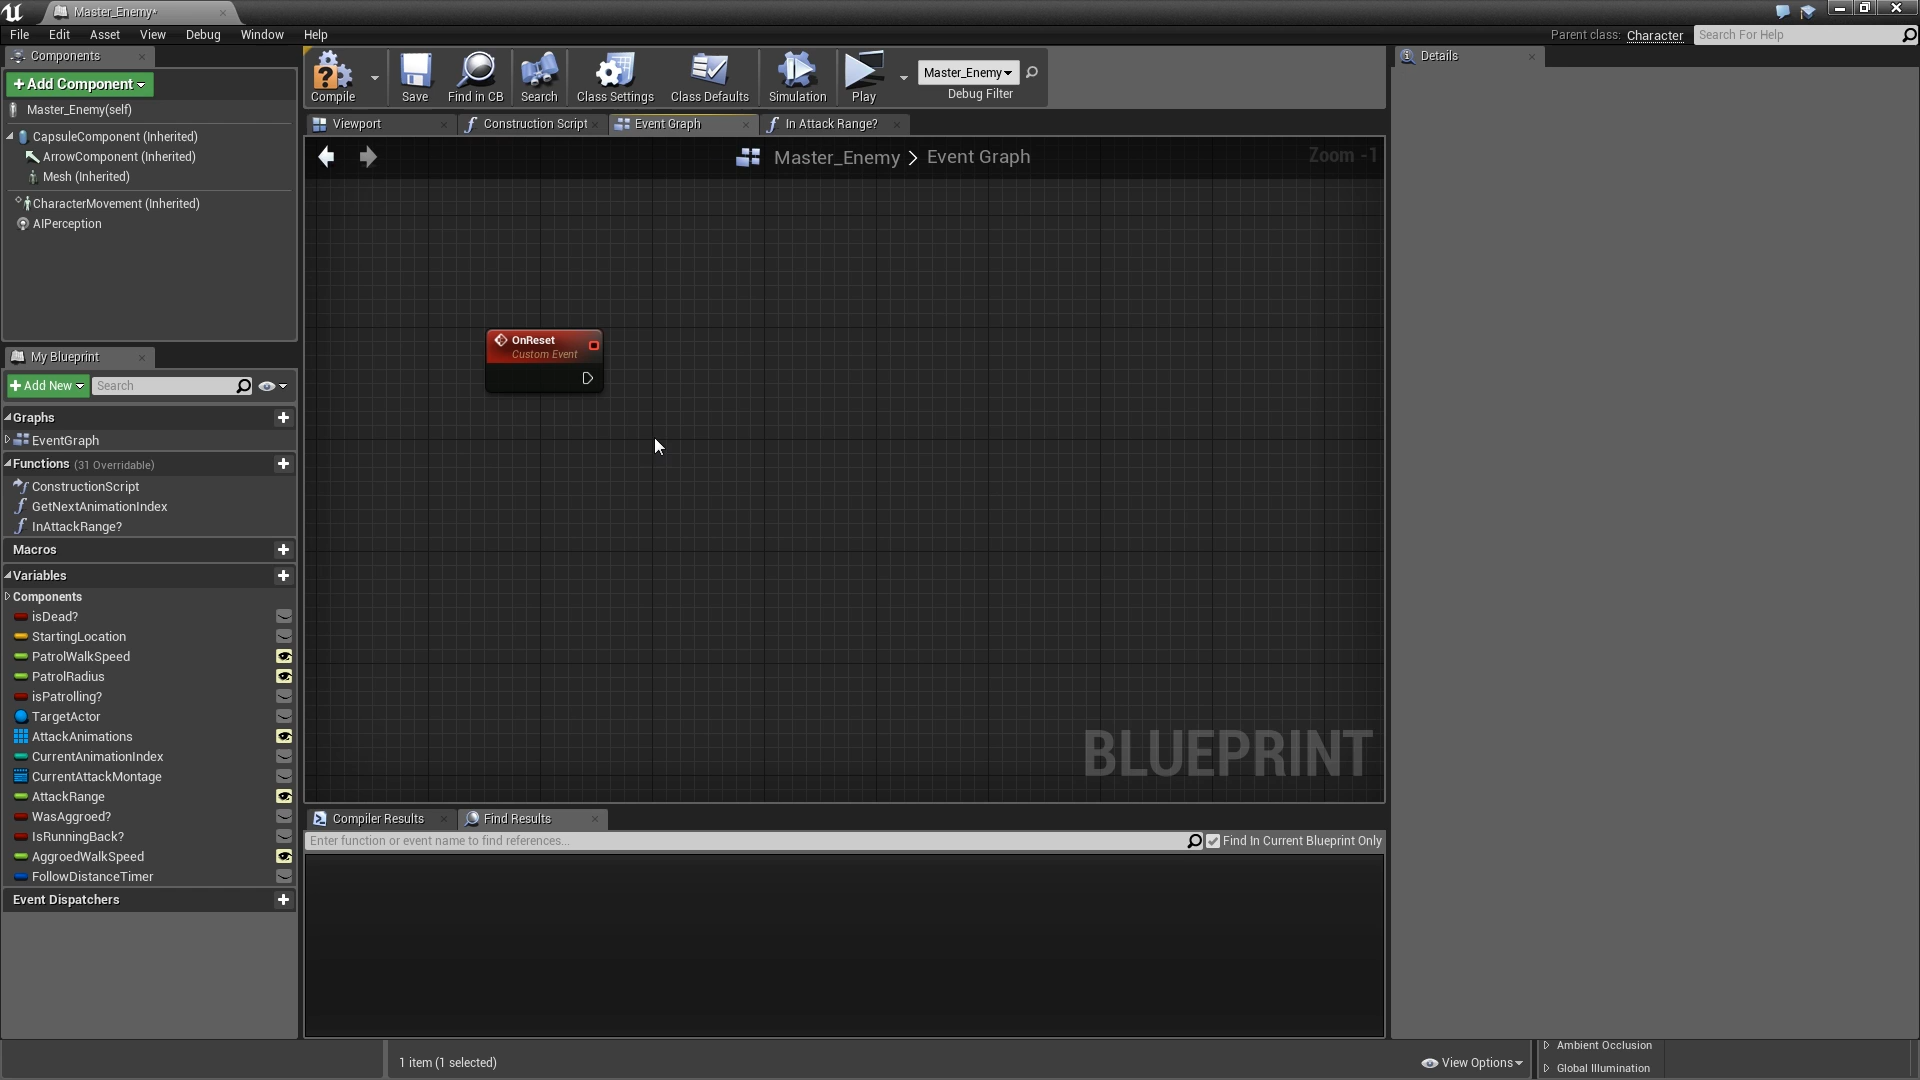 Master_Enemy*
File Edit Asset View Debug Window Help
Parent class: Character
Search For Help
Components
+ Add Component
Master_Enemy(self)
CapsuleComponent (Inherited)
ArrowComponent (Inherited)
Mesh (Inherited)
CharacterMovement (Inherited)
AIPerception
Compile
Save
Find in CB
Search
Class Settings
Class Defaults
Simulation
Play
Master_Enemy
Debug Filter
Details
Viewport
Construction Script
Event Graph
In Attack Range?
Master_Enemy > Event Graph
Zoom -1
OnReset
Custom Event
BLUEPRINT
My Blueprint
+ Add New
Search
Graphs
EventGraph
Functions (31 Overridable)
ConstructionScript
GetNextAnimationIndex
InAttackRange?
Macros
Variables
Components
isDead?
StartingLocation
PatrolWalkSpeed
PatrolRadius
isPatrolling?
TargetActor
AttackAnimations
CurrentAnimationIndex
CurrentAttackMontage
AttackRange
WasAggroed?
IsRunningBack?
AggroedWalkSpeed
FollowDistanceTimer
Event Dispatchers
Compiler Results
Find Results
Enter function or event name to find references...
Find In Current Blueprint Only
1 item (1 selected)
View Options
Ambient Occlusion
Global Illumination